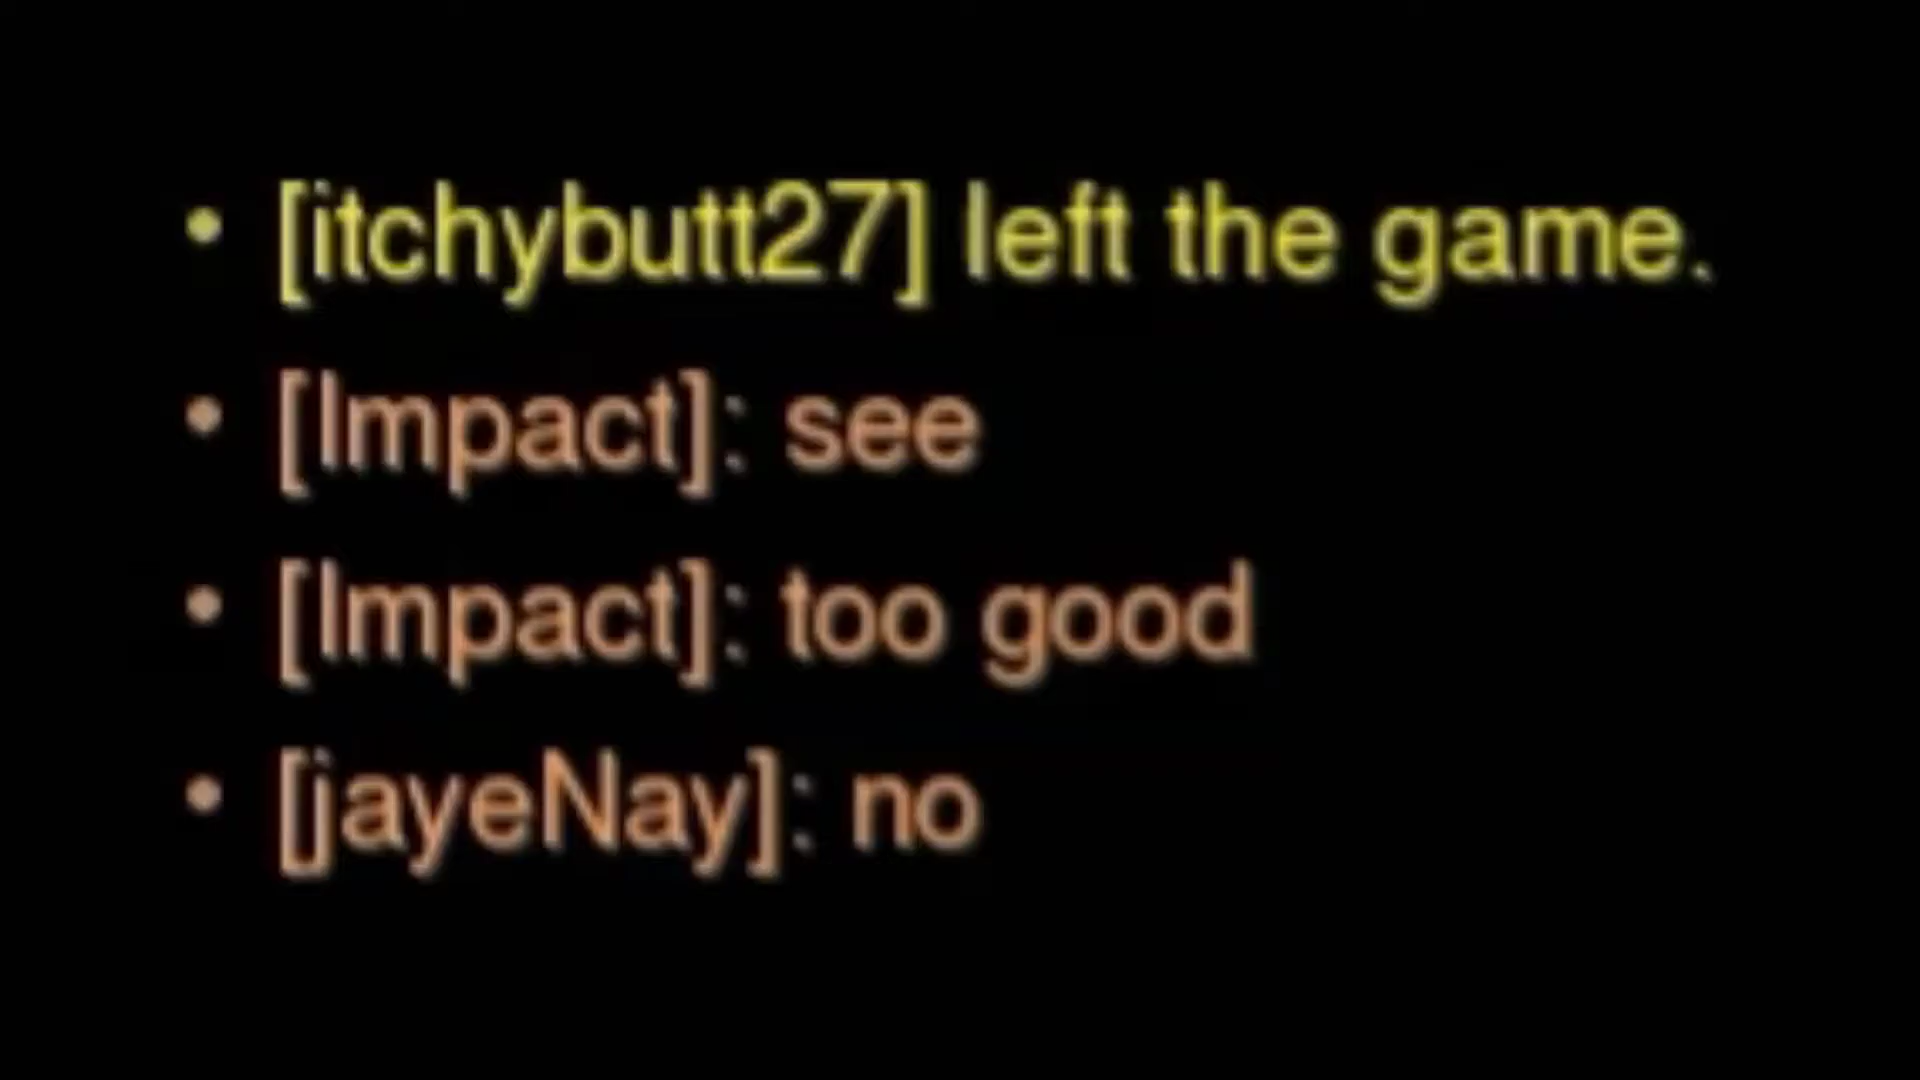 • [itchybutt27] left the game.
• [Impact]: see
• [Impact]: too good
• [jayeNay]: no